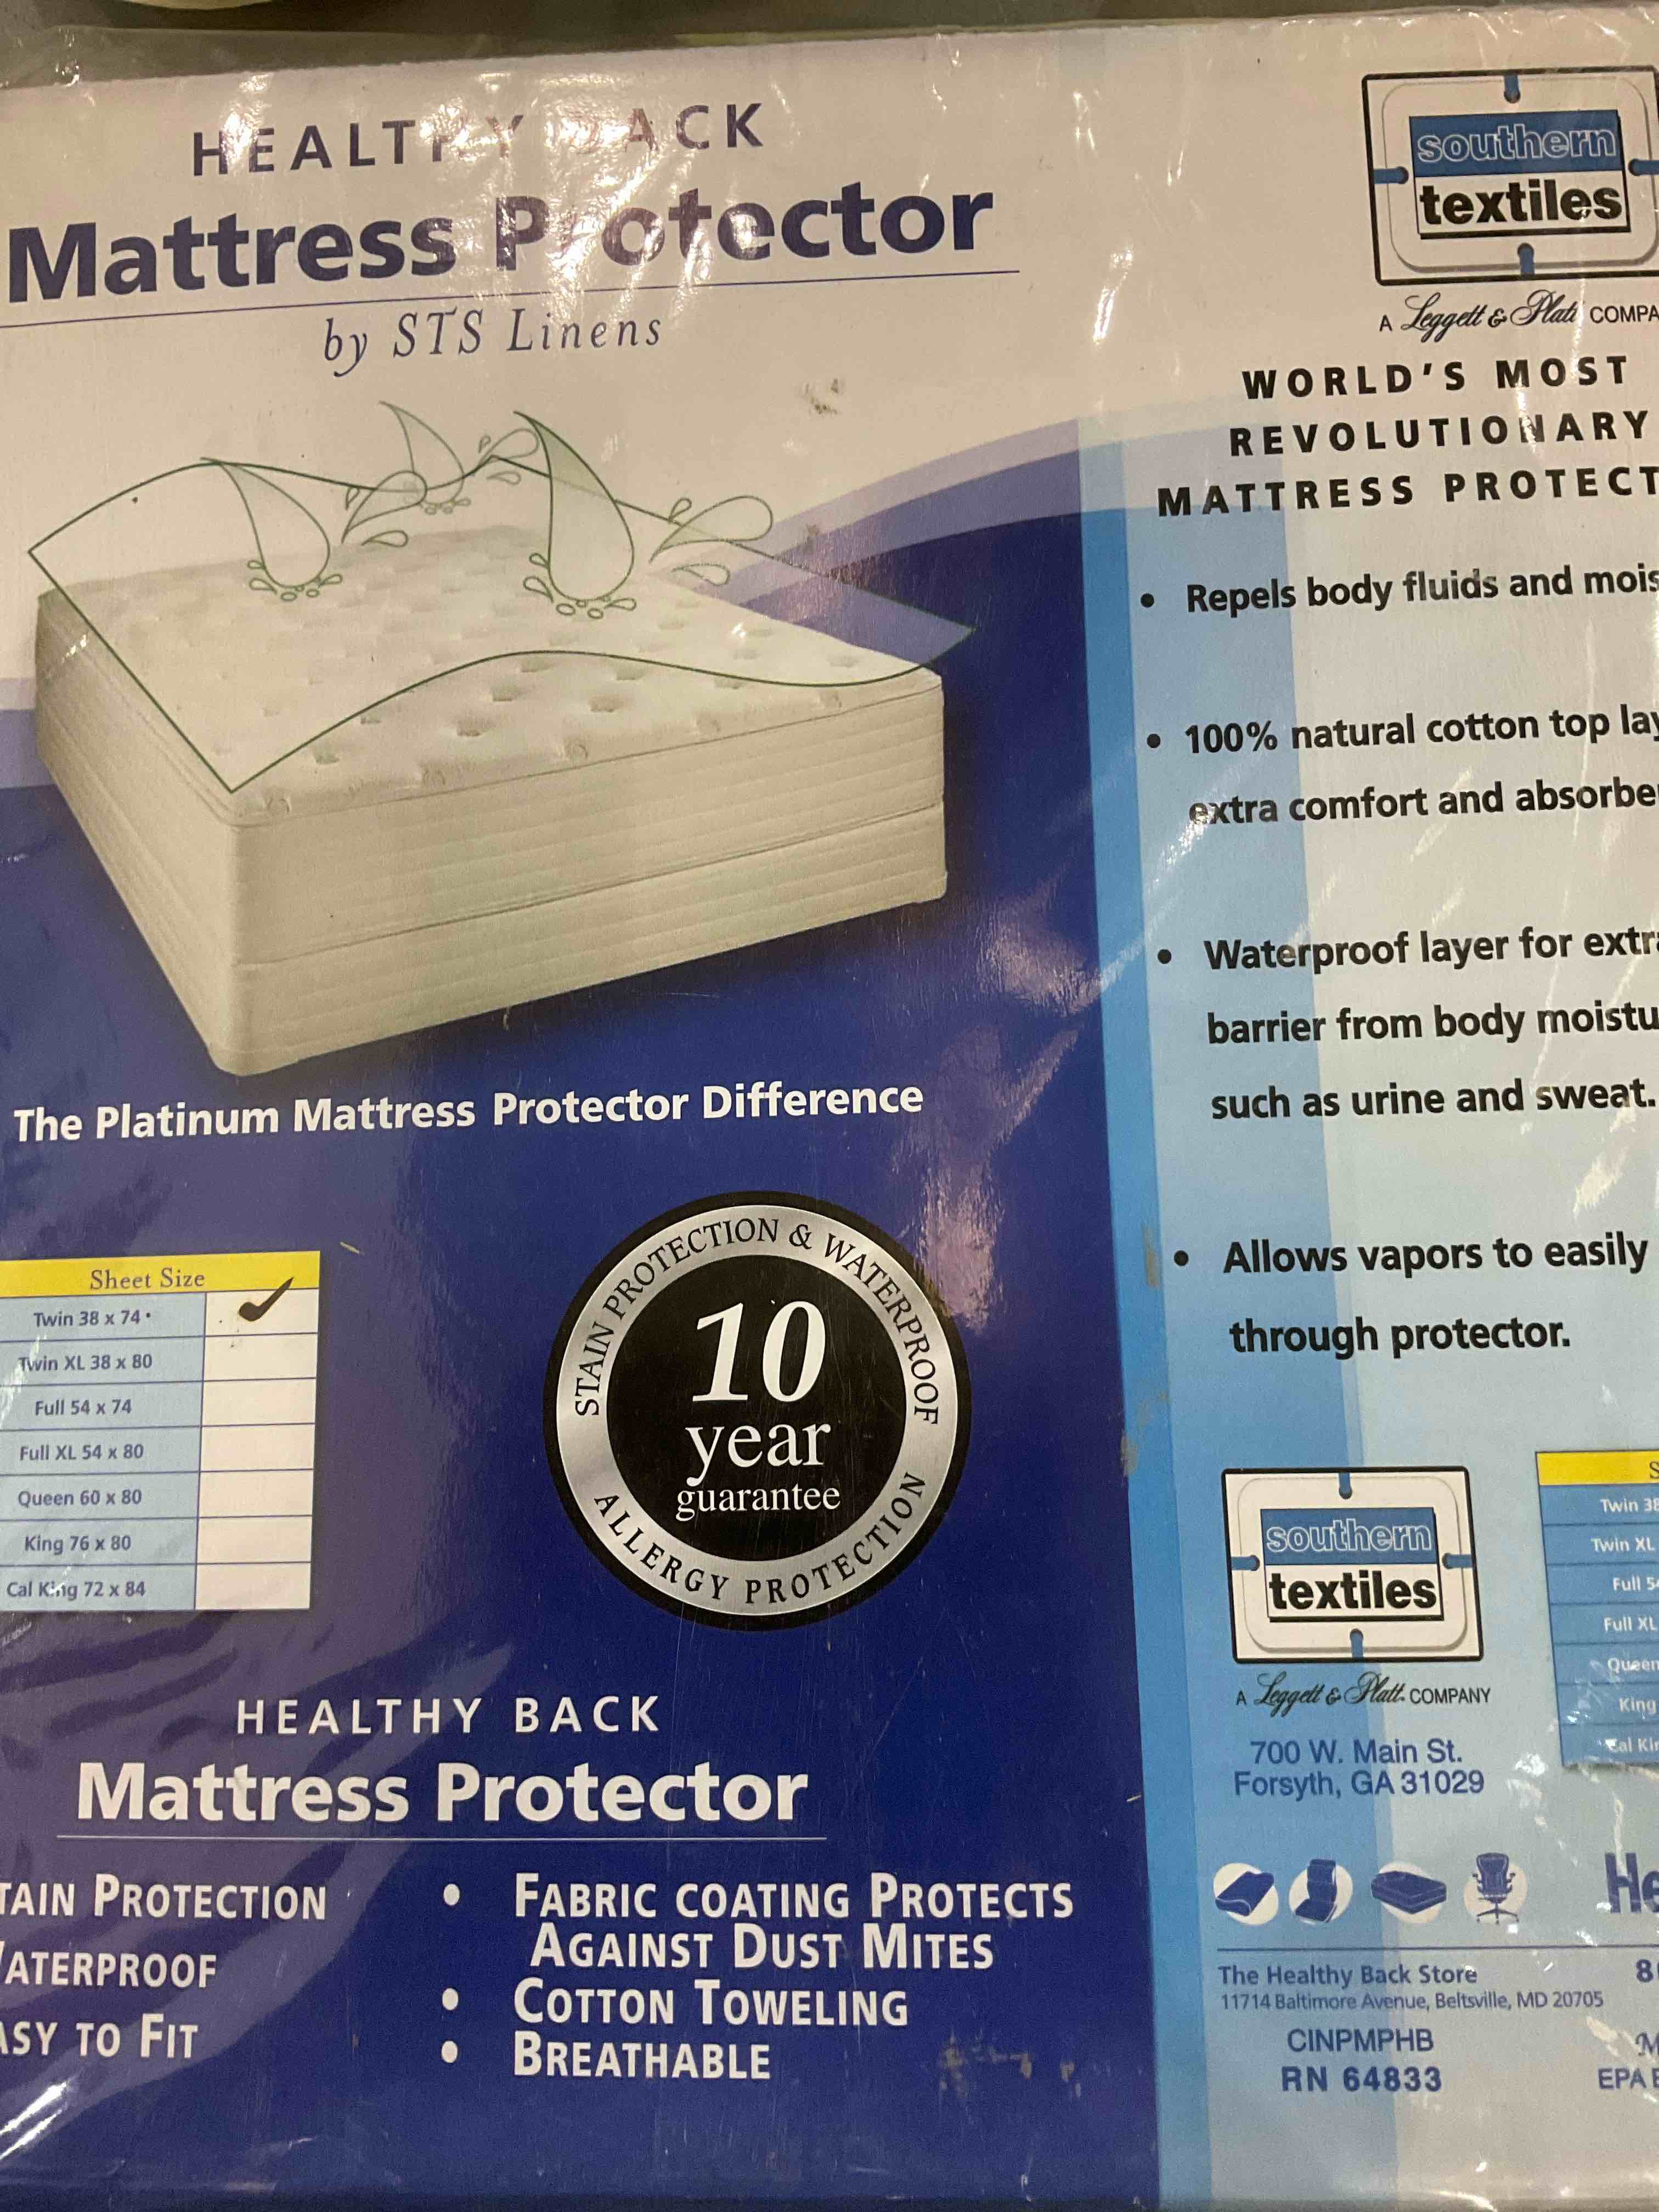 HEALTHY BACK
Mattress Protector
by STS Linens
southern
textiles
A Leggett & Platt COMPA
WORLD'S MOST
REVOLUTIONARY
MATTRESS PROTECT
• Repels body fluids and mois
• 100% natural cotton top lay
extra comfort and absorbe
• Waterproof layer for extra
barrier from body moistu
such as urine and sweat.
• Allows vapors to easily
through protector.
The Platinum Mattress Protector Difference
Sheet Size
Twin 38 x 74
Twin XL 38 x 80
Full 54 x 74
Full XL 54 x 80
Queen 60 x 80
King 76 x 80
Cal King 72 x 84
STAIN PROTECTION & WATERPROOF
10
year
guarantee
ALLERGY PROTECTION
southern
textiles
A Leggett & Platt COMPANY
700 W. Main St.
Forsyth, GA 31029
S
Twin 38
Twin XL
Full 5
Full XL
Queen
King
Cal Kin
HEALTHY BACK
Mattress Protector
TAIN PROTECTION
ATERPROOF
ASY TO FIT
• FABRIC COATING PROTECTS
AGAINST DUST MITES
• COTTON TOWELING
• BREATHABLE
He
The Healthy Back Store 8
11714 Baltimore Avenue, Beltsville, MD 20705
CINPMPHB M
RN 64833 EPA E